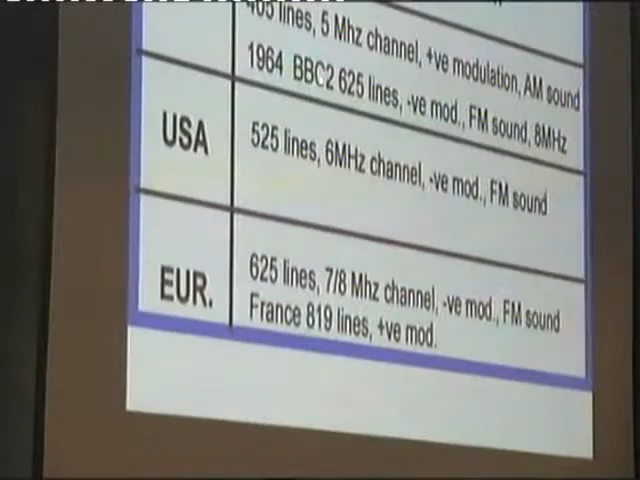 405 lines, 5 Mhz channel, +ve modulation, AM sound
1964 BBC2 625 lines, -ve mod., FM sound, 8MHz
USA
525 lines, 6MHz channel, -ve mod., FM sound
EUR.
625 lines, 7/8 Mhz channel, -ve mod., FM sound
France 819 lines, +ve mod.